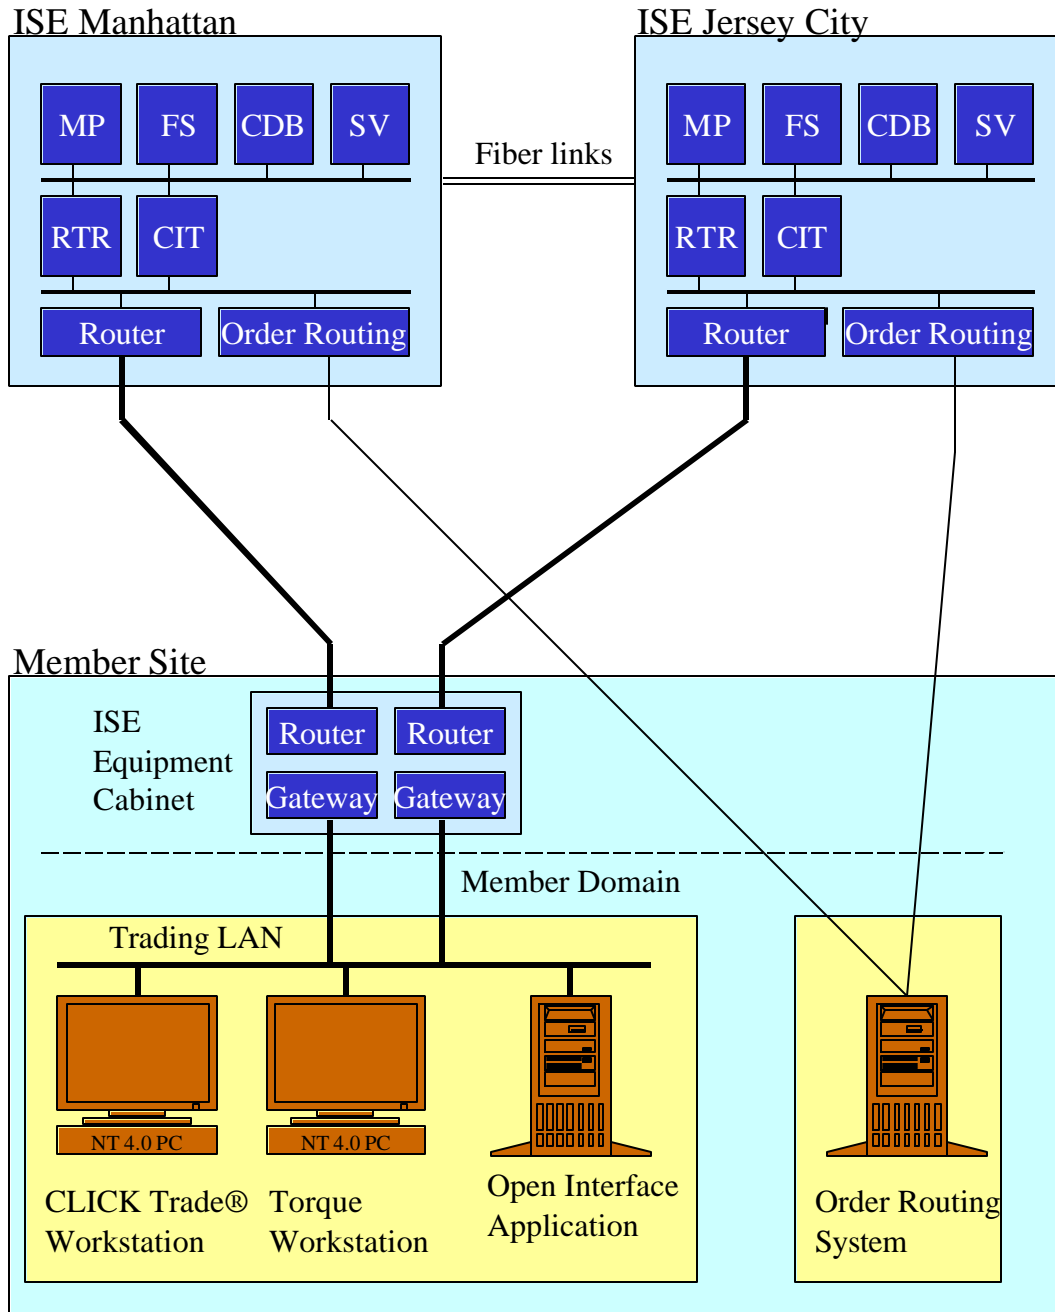 ISE Manhattan
ISE Jersey City
MP
FS
CDB
SV
Fiber links
MP
FS
CDB
SV
RTR
CIT
RTR
CIT
Router
Order Routing
Router
Order Routing
Member Site
ISE
Equipment
Cabinet
Router
Router
Gateway
Gateway
Member Domain
Trading LAN
NT 4.0 PC
NT 4.0 PC
CLICK Trade®
Workstation
Torque
Workstation
Open Interface
Application
Order Routing
System